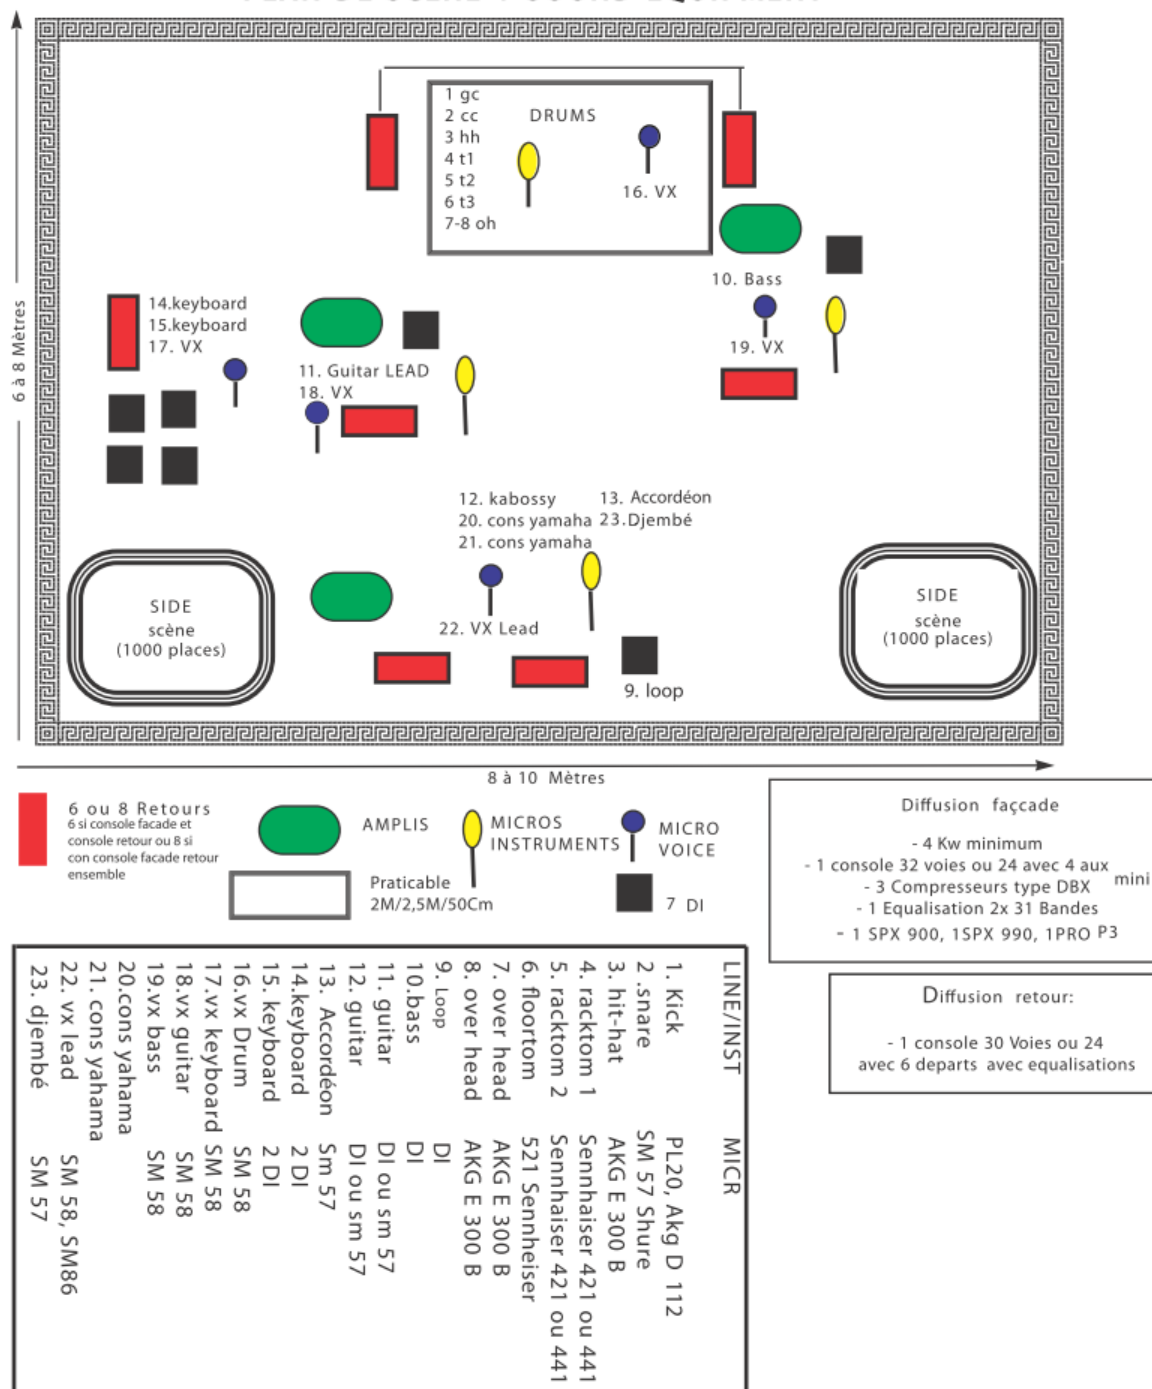 6 à 8 Mètres
1 gc
2 cc
3 hh
4 t1
5 t2
6 t3
7-8 oh
DRUMS
16. VX
10. Bass
19. VX
14.keyboard
15.keyboard
17. VX
11. Guitar LEAD
18. VX
12. kabossy
20. cons yamaha
21. cons yamaha
13. Accordéon
23.Djembé
22. VX Lead
9. loop
SIDE
scène
(1000 places)
SIDE
scène
(1000 places)
8 à 10 Mètres
6 ou 8 Retours
6 si console facade et
console retour ou 8 si
con console facade retour
ensemble
AMPLIS
Praticable
2M/2,5M/50Cm
MICROS
INSTRUMENTS
MICRO
VOICE
7 DI
Diffusion façcade
- 4 Kw minimum
- 1 console 32 voies ou 24 avec 4 aux mini
- 3 Compresseurs type DBX
- 1 Equalisation 2x 31 Bandes
- 1 SPX 900, 1SPX 990, 1PRO P3
Diffusion retour:
- 1 console 30 Voies ou 24
avec 6 departs avec equalisations
LINE/INST MICR
1. Kick PL20, Akg D 112
2 .snare SM 57 Shure
3. hit-hat AKG E 300 B
4. racktom 1 Sennhaiser 421 ou 441
5. racktom 2 Sennhaiser 421 ou 441
6. floortom 521 Sennheiser
7. over head AKG E 300 B
8. over head AKG E 300 B
9. Loop DI
10.bass DI
11. guitar DI ou sm 57
12. guitar DI ou sm 57
13. Accordéon Sm 57
14.keyboard 2 DI
15. keyboard 2 DI
16.vx Drum SM 58
17.vx keyboard SM 58
18.vx guitar SM 58
19.vx bass SM 58
20.cons yahama
21. cons yahama
22. vx lead SM 58, SM86
23. djembé SM 57